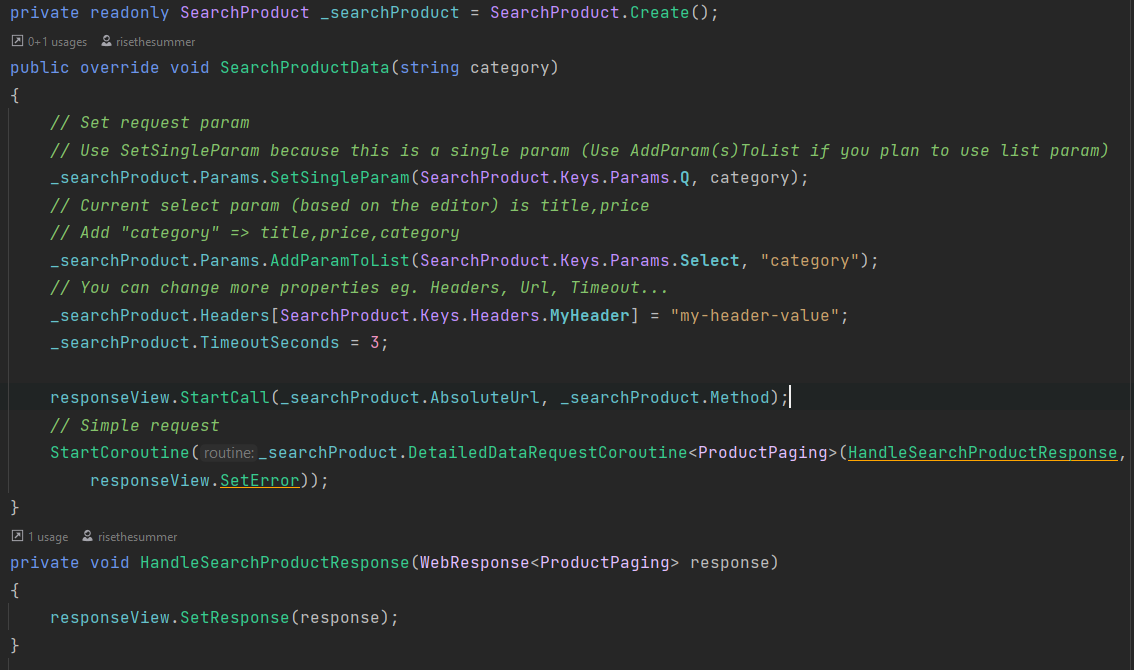 private readonly SearchProduct _searchProduct = SearchProduct.Create();
0+1 usages risethesummer
public override void SearchProductData(string category)
{
// Set request param
// Use SetSingleParam because this is a single param (Use AddParam(s)ToList if you plan to use list param)
_searchProduct.Params.SetSingleParam(SearchProduct.Keys.Params.Q, category);
// Current select param (based on the editor) is title,price
// Add "category" => title,price,category
_searchProduct.Params.AddParamToList(SearchProduct.Keys.Params.Select, "category");
// You can change more properties eg. Headers, Url, Timeout...
_searchProduct.Headers[SearchProduct.Keys.Headers.MyHeader] = "my-header-value";
_searchProduct.TimeoutSeconds = 3;
responseView.StartCall(_searchProduct.AbsoluteUrl, _searchProduct.Method);
// Simple request
StartCoroutine(routine: _searchProduct.DetailedDataRequestCoroutine<ProductPaging>(HandleSearchProductResponse,
responseView.SetError));
}
1 usage risethesummer
private void HandleSearchProductResponse(WebResponse<ProductPaging> response)
{
responseView.SetResponse(response);
}